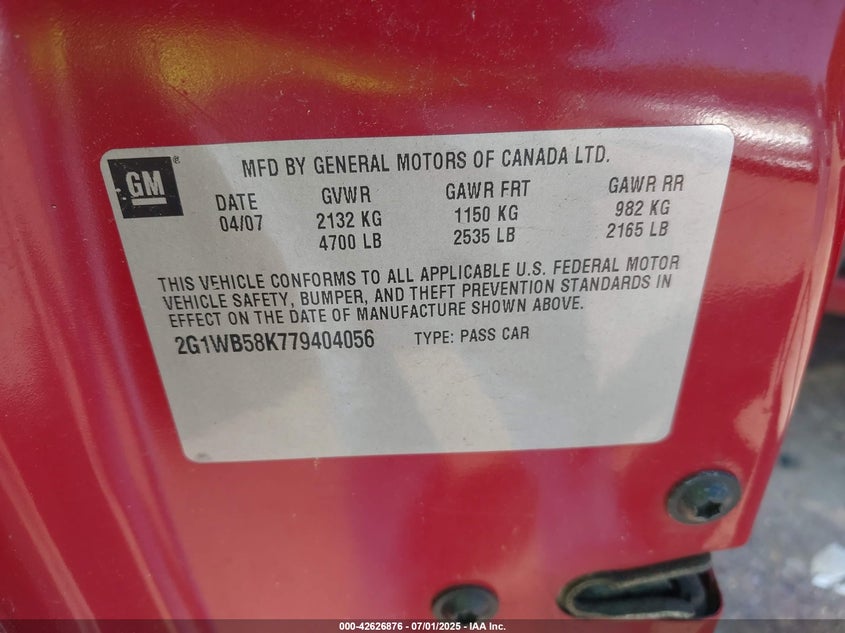 GM ®
MFD BY GENERAL MOTORS OF CANADA LTD.
DATE GVWR GAWR FRT GAWR RR
04/07 2132 KG 1150 KG 982 KG
4700 LB 2535 LB 2165 LB
THIS VEHICLE CONFORMS TO ALL APPLICABLE U.S. FEDERAL MOTOR
VEHICLE SAFETY, BUMPER, AND THEFT PREVENTION STANDARDS IN
EFFECT ON THE DATE OF MANUFACTURE SHOWN ABOVE.
2G1WB58K779404056 TYPE: PASS CAR
000-42626876 - 07/01/2025 - IAA Inc.